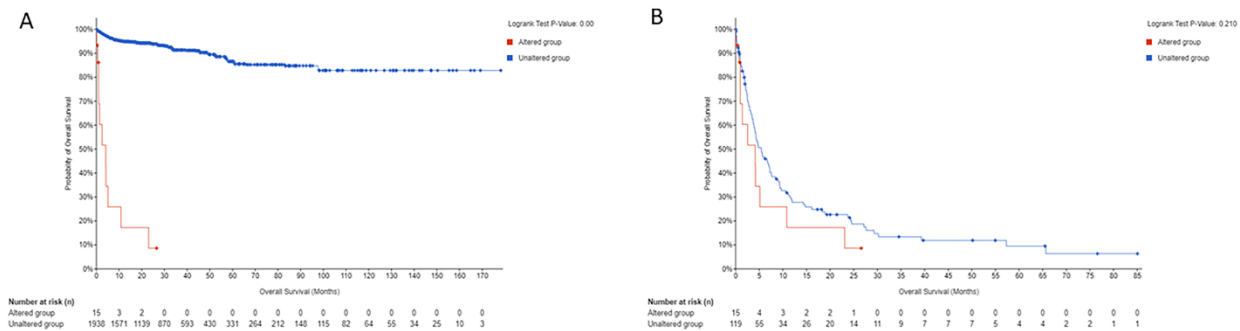 A
Logrank Test P-Value: 0.00
Altered group
Unaltered group
Probability of Overall Survival
100%
90%
80%
70%
60%
50%
40%
30%
20%
10%
0%
0 10 20 30 40 50 60 70 80 90 100 110 120 130 140 150 160 170
Overall Survival (Months)
Number at risk (n)
Altered group 15 3 2 0 0 0 0 0 0 0 0 0 0 0 0 0 0 0
Unaltered group 1938 1571 1139 870 593 430 331 264 212 148 115 82 64 55 34 25 10 3
B
Logrank Test P-Value: 0.210
Altered group
Unaltered group
Probability of Overall Survival
100%
90%
80%
70%
60%
50%
40%
30%
20%
10%
0%
0 5 10 15 20 25 30 35 40 45 50 55 60 65 70 75 80 85
Overall Survival (Months)
Number at risk (n)
Altered group 15 4 3 2 2 1 0 0 0 0 0 0 0 0 0 0 0 0
Unaltered group 119 55 34 26 20 14 11 9 7 7 7 5 4 4 2 2 1 1